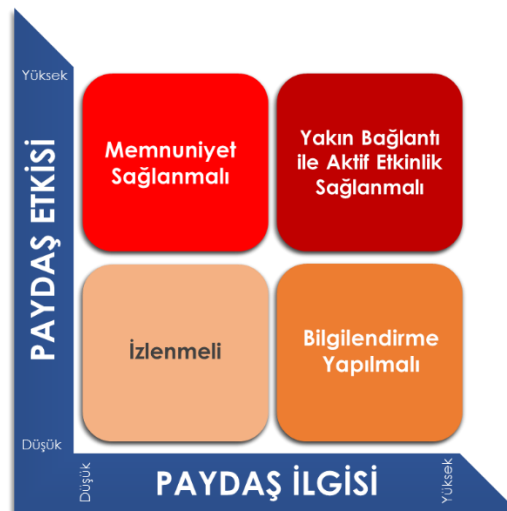 Yüksek
PAYDAŞ ETKİSİ
Düşük
Memnuniyet
Sağlanmalı
Yakın Bağlantı
ile Aktif Etkinlik
Sağlanmalı
İzlenmeli
Bilgilendirme
Yapılmalı
Düşük
PAYDAŞ İLGİSİ
Yüksek